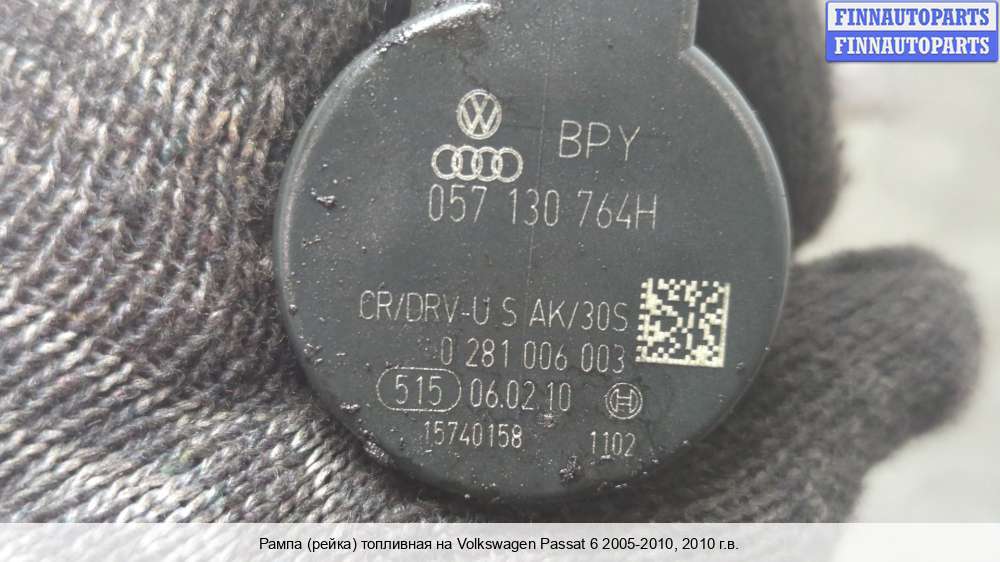 FINNAUTOPARTS
FINNAUTOPARTS
BPY
057 130 764H
CR/DRV-U S AK/30S
0 281 006 003
515 06.02.10
15740158 1102
Рампа (рейка) топливная на Volkswagen Passat 6 2005-2010, 2010 г.в.